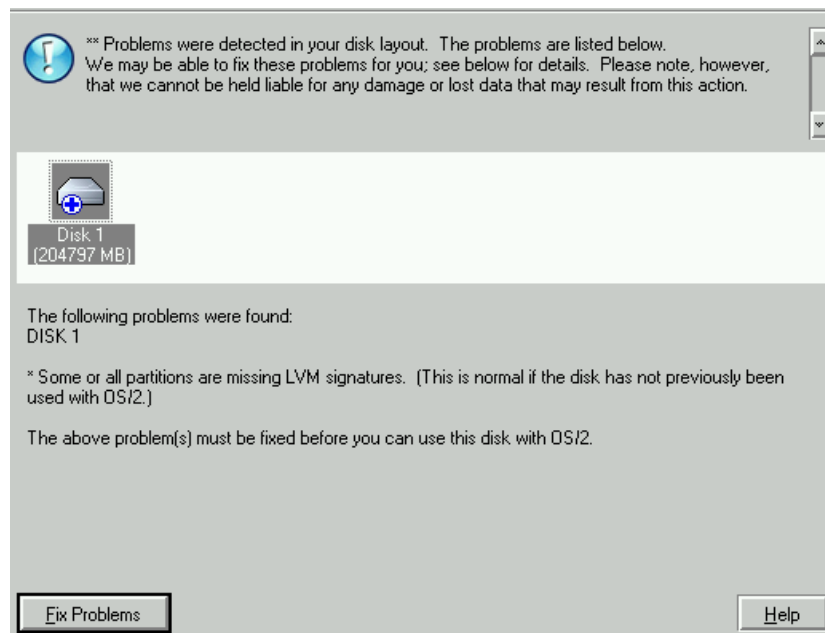 ** Problems were detected in your disk layout. The problems are listed below.
We may be able to fix these problems for you; see below for details. Please note, however,
that we cannot be held liable for any damage or lost data that may result from this action.
Disk 1
(204797 MB)
The following problems were found:
DISK 1
* Some or all partitions are missing LVM signatures. (This is normal if the disk has not previously been
used with OS/2.)
The above problem(s) must be fixed before you can use this disk with OS/2.
Fix Problems
Help